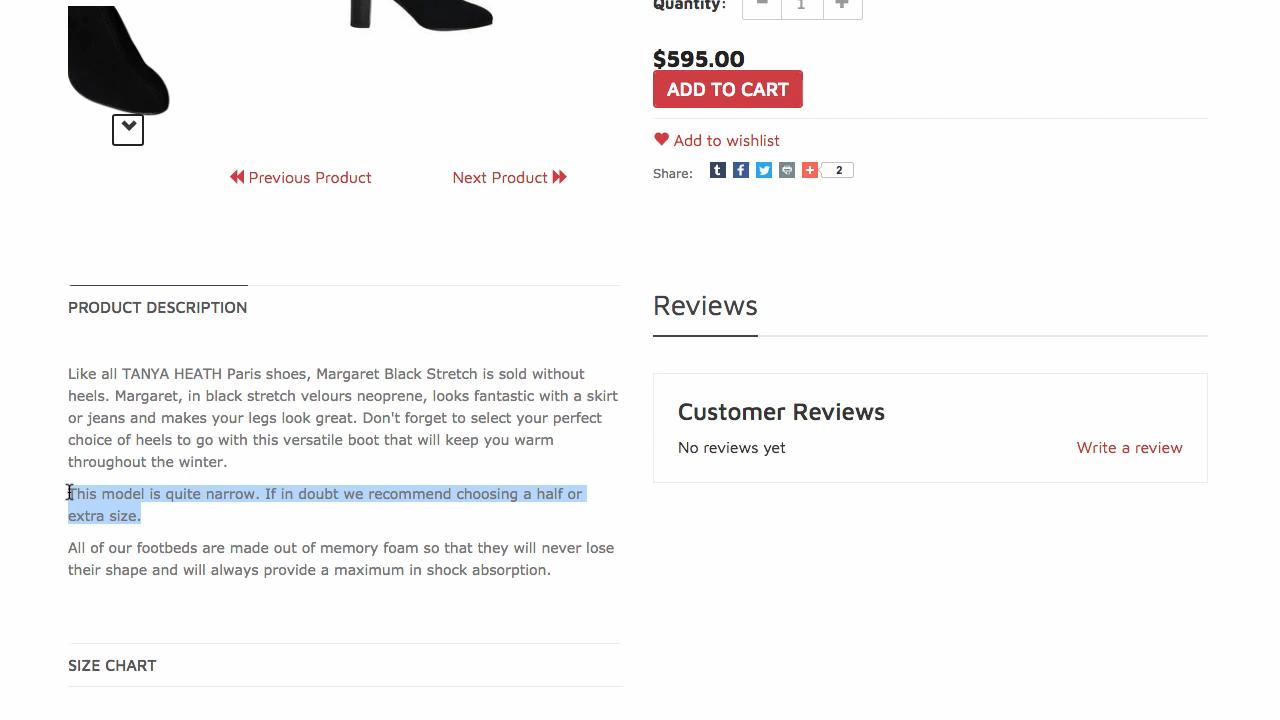 Quantity:
− 1 +
$595.00
ADD TO CART
Add to wishlist
Previous Product
Next Product
Share:
t f
2
PRODUCT DESCRIPTION
Like all TANYA HEATH Paris shoes, Margaret Black Stretch is sold without
heels. Margaret, in black stretch velours neoprene, looks fantastic with a skirt
or jeans and makes your legs look great. Don't forget to select your perfect
choice of heels to go with this versatile boot that will keep you warm
throughout the winter.
This model is quite narrow. If in doubt we recommend choosing a half or
extra size.
All of our footbeds are made out of memory foam so that they will never lose
their shape and will always provide a maximum in shock absorption.
SIZE CHART
Reviews
Customer Reviews
No reviews yet
Write a review